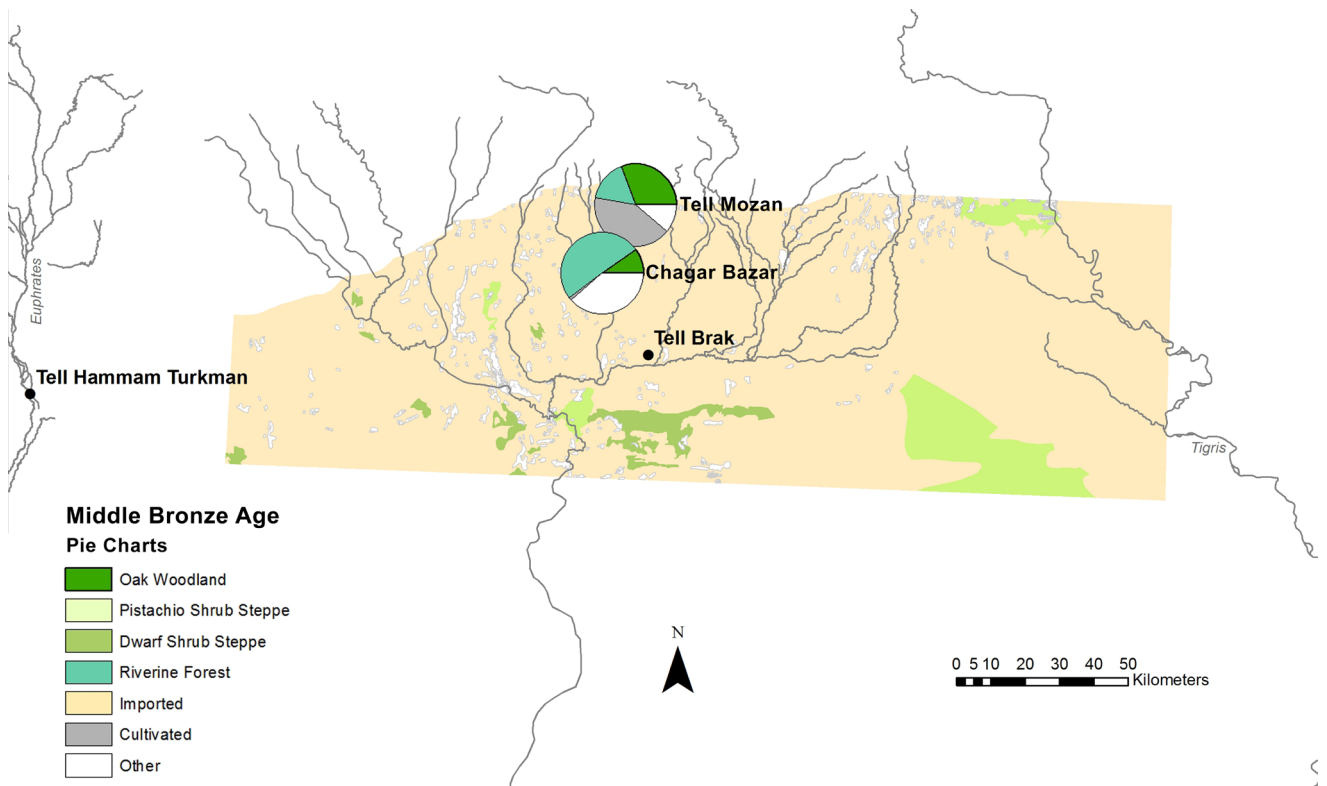 Tell Mozan
Chagar Bazar
Euphrates
Tell Brak
Tell Hammam Turkman
Tigris
Middle Bronze Age
Pie Charts
Oak Woodland
Pistachio Shrub Steppe
Dwarf Shrub Steppe
Riverine Forest
Imported
Cultivated
Other
N
0 5 10 20 30 40 50
Kilometers